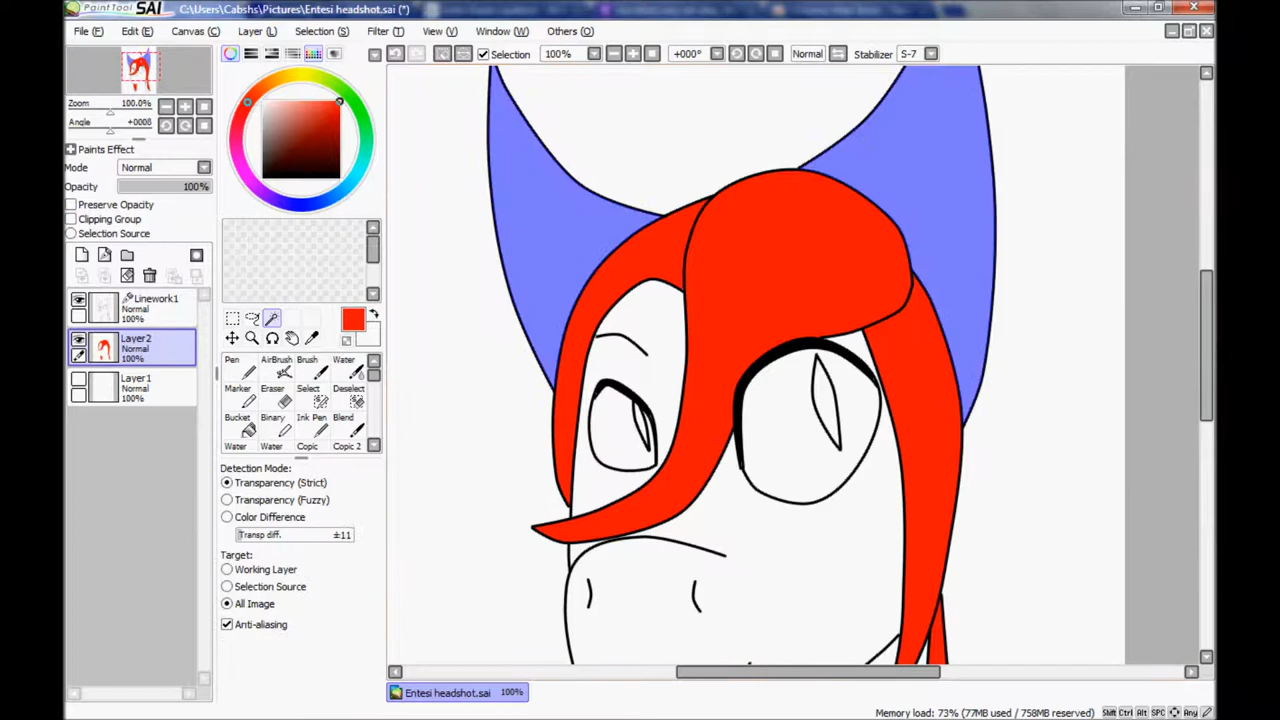 PaintTool SAI C:\Users\Cabshs\Pictures\Entesi headshot.sai (*)
File (F) Edit (E) Canvas (C) Layer (L) Selection (S) Filter (T) View (V) Window (W) Others (O)
Selection 100% +000° Normal Stabilizer S-7
Zoom 100.0%
Angle +000δ
Paints Effect
Mode Normal
Opacity 100%
Preserve Opacity
Clipping Group
Selection Source
Linework1
Normal
100%
Layer2
Normal
100%
Layer1
Normal
100%
Pen AirBrush Brush Water
Marker Eraser Select Deselect
Bucket Binary Ink Pen Blend
Water Water Copic Copic 2
Detection Mode:
Transparency (Strict)
Transparency (Fuzzy)
Color Difference
Transp diff. ±11
Target:
Working Layer
Selection Source
All Image
Anti-aliasing
Entesi headshot.sai 100%
Memory load: 73% (77MB used / 758MB reserved) Shift Ctrl Alt SPC Any